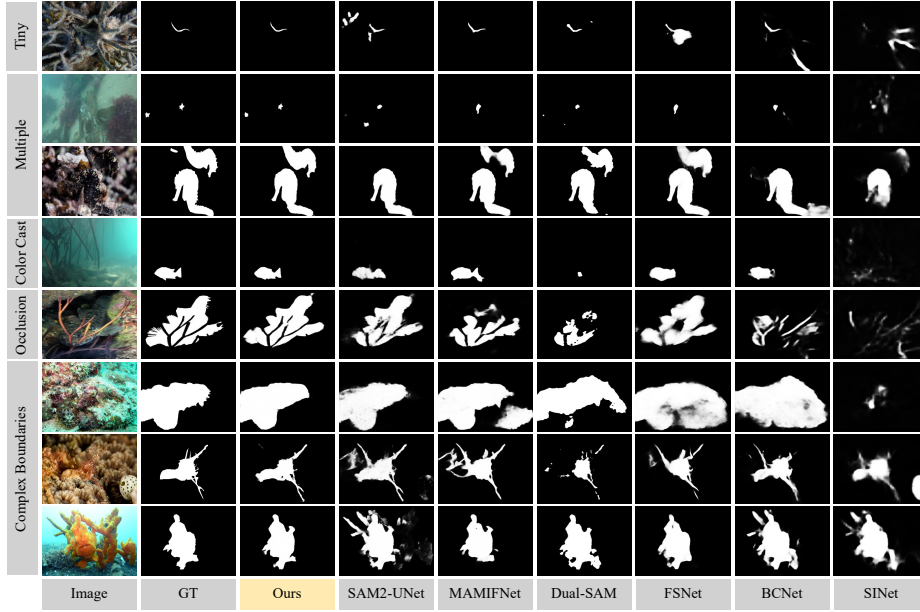 Tiny
Multiple
Color Cast
Occlusion
Complex Boundaries
Image GT Ours SAM2-UNet MAMIFNet Dual-SAM FSNet BCNet SINet